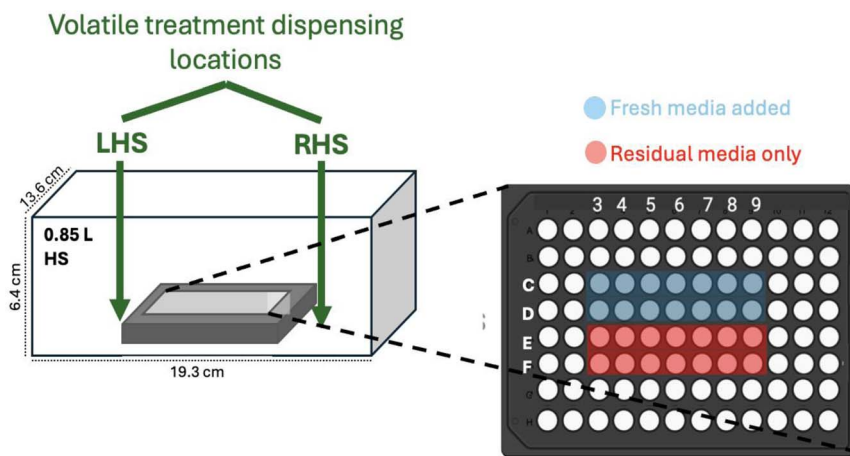 Volatile treatment dispensing
locations
LHS
RHS
Fresh media added
Residual media only
13.6 cm
0.85 L
HS
6.4 cm
19.3 cm
3 4 5 6 7 8 9
A
B
C
D
E
F
G
H